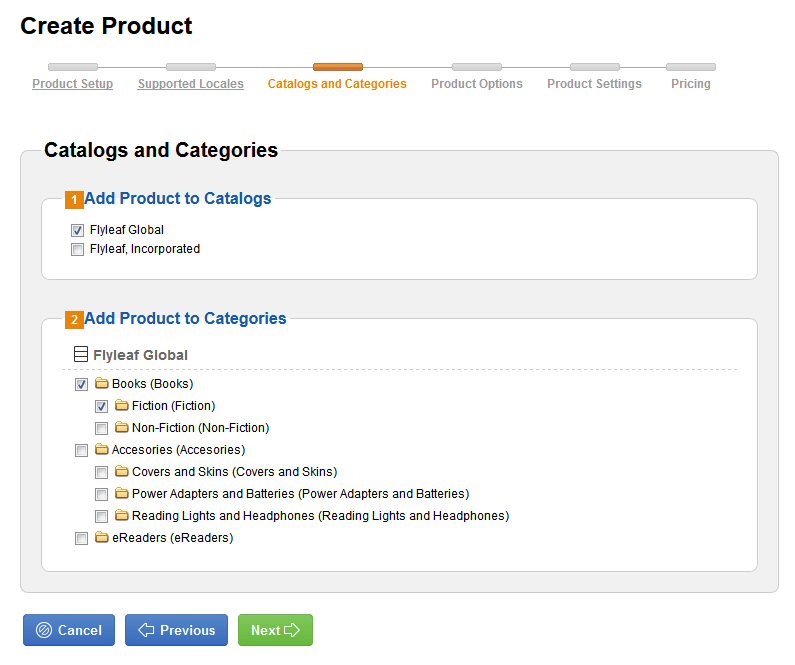 Create Product
Product Setup Supported Locales Catalogs and Categories Product Options Product Settings Pricing
Catalogs and Categories
1 Add Product to Catalogs
Flyleaf Global
Flyleaf, Incorporated
2 Add Product to Categories
Flyleaf Global
Books (Books)
Fiction (Fiction)
Non-Fiction (Non-Fiction)
Accesories (Accesories)
Covers and Skins (Covers and Skins)
Power Adapters and Batteries (Power Adapters and Batteries)
Reading Lights and Headphones (Reading Lights and Headphones)
eReaders (eReaders)
Cancel Previous Next